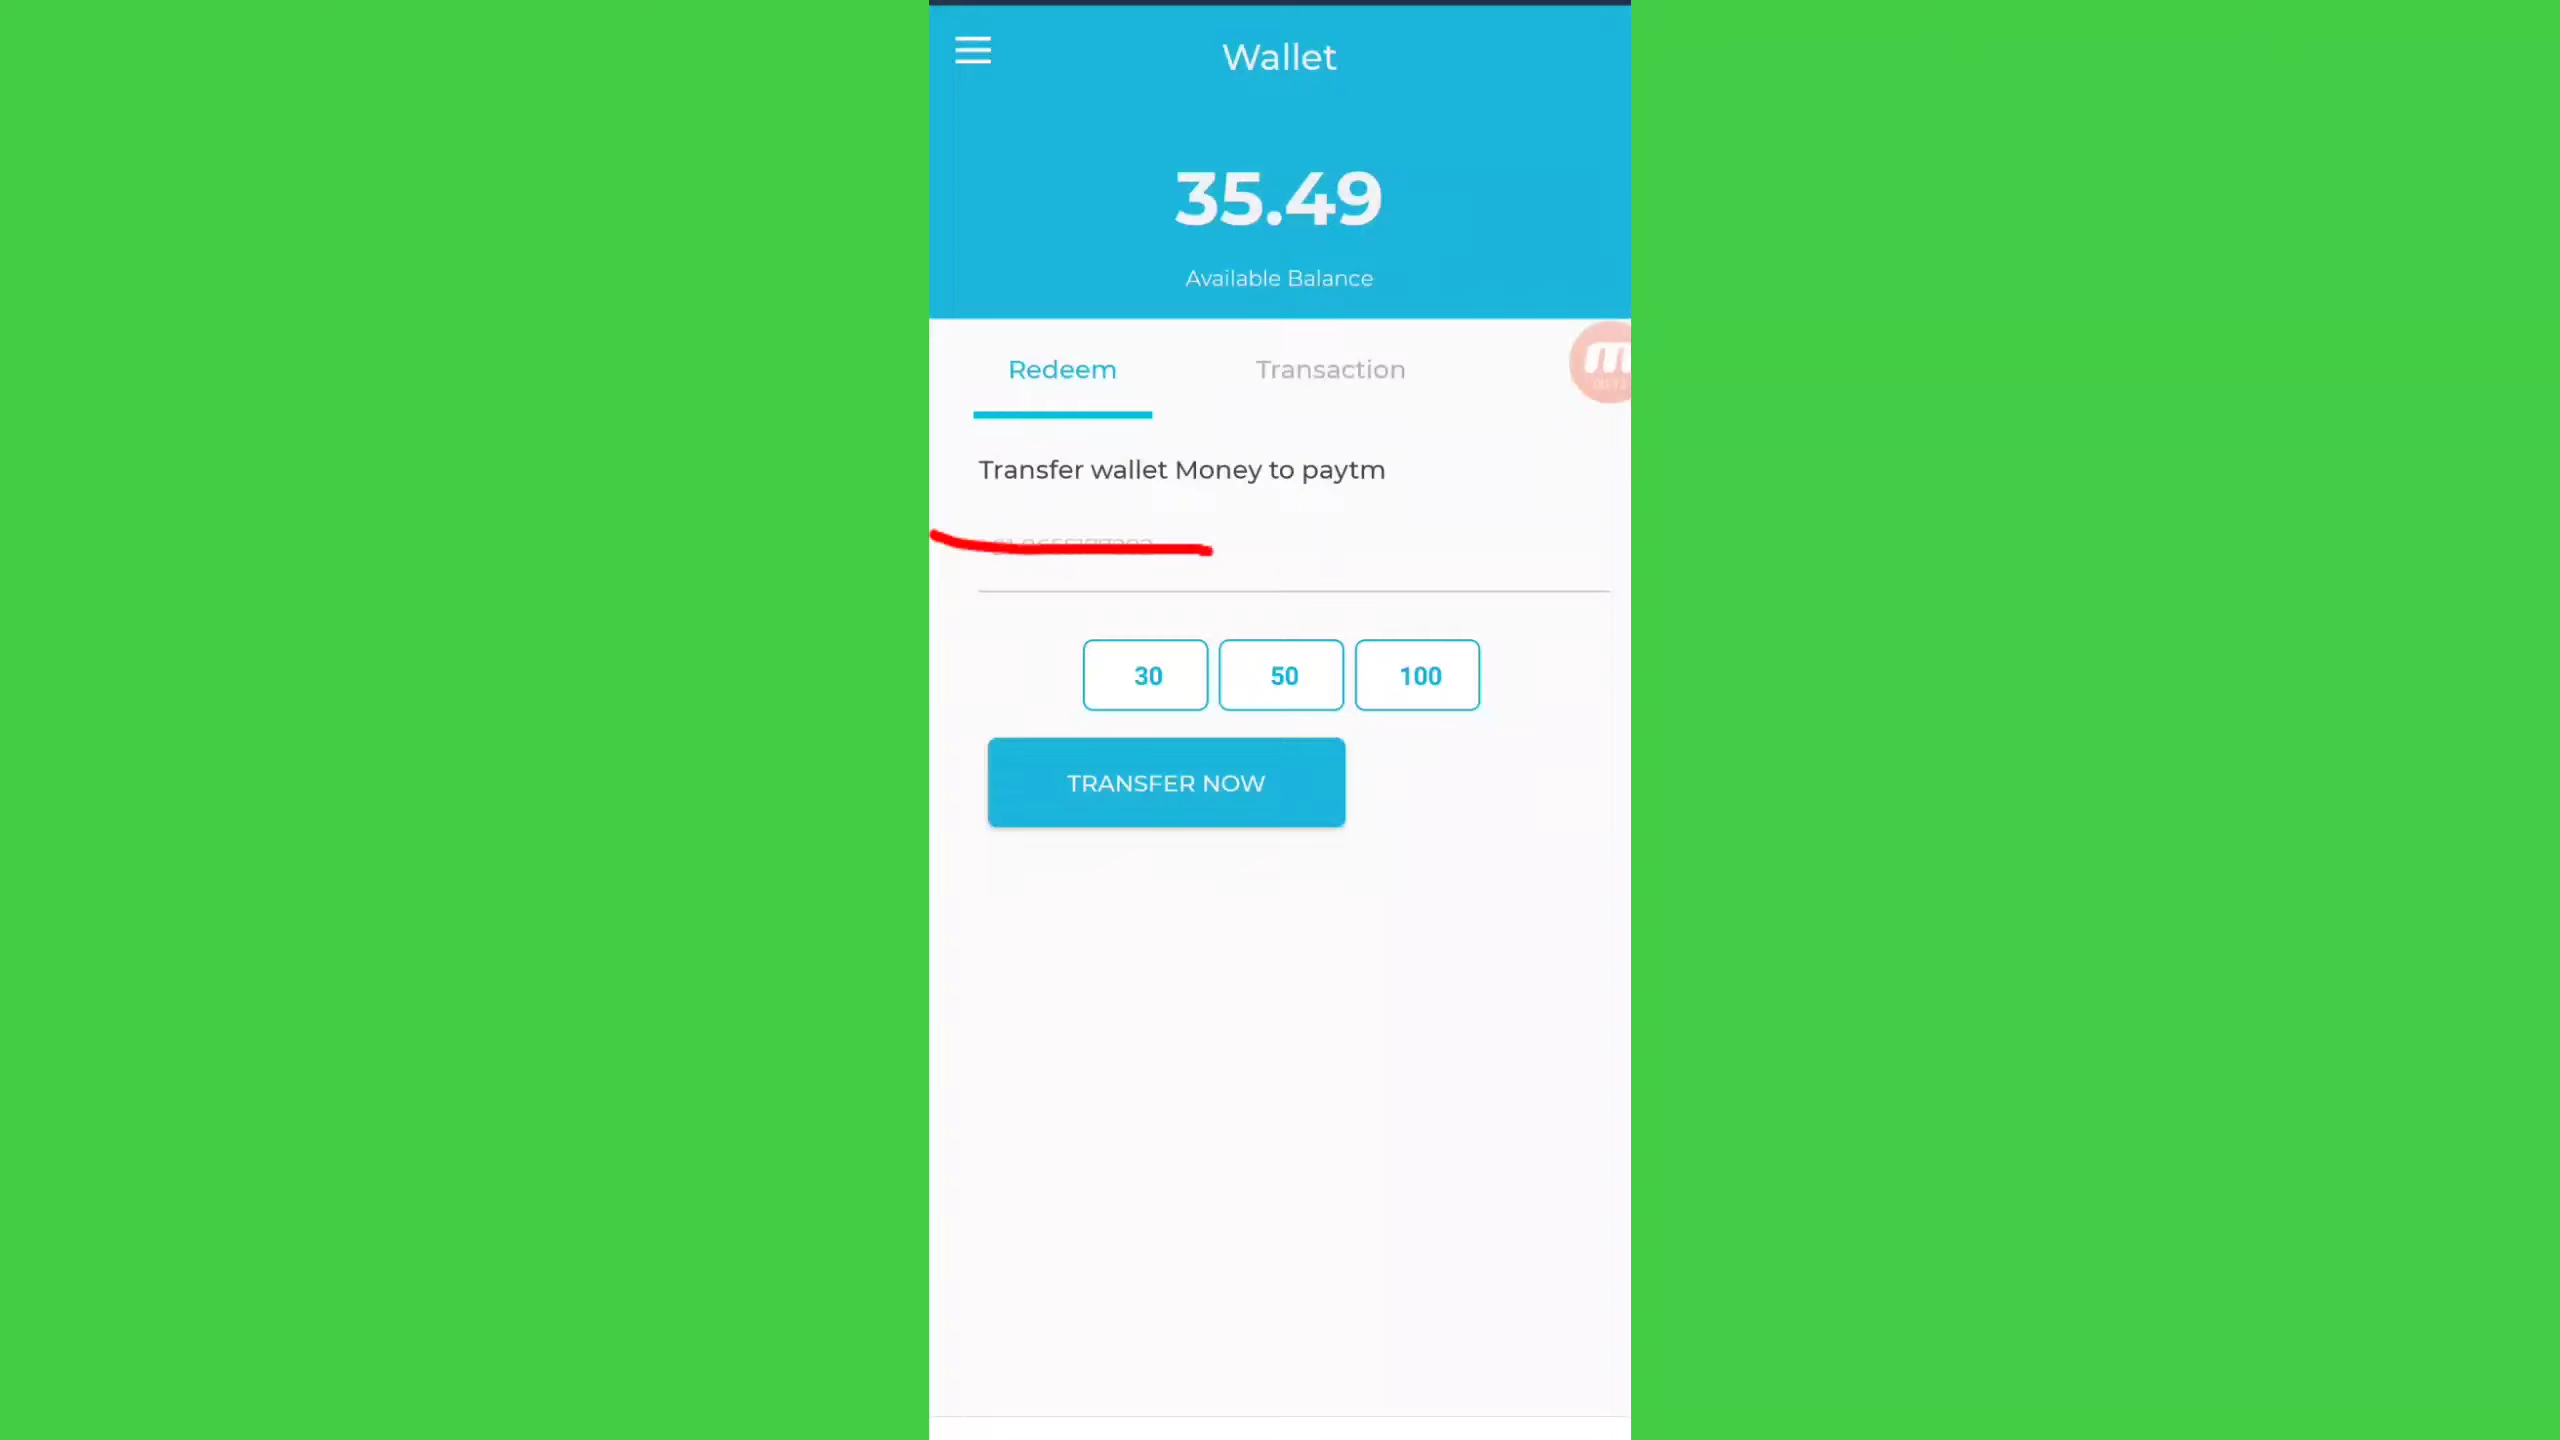 Wallet
35.49
Available Balance
Redeem
Transaction
Transfer wallet Money to paytm
30
50
100
TRANSFER NOW